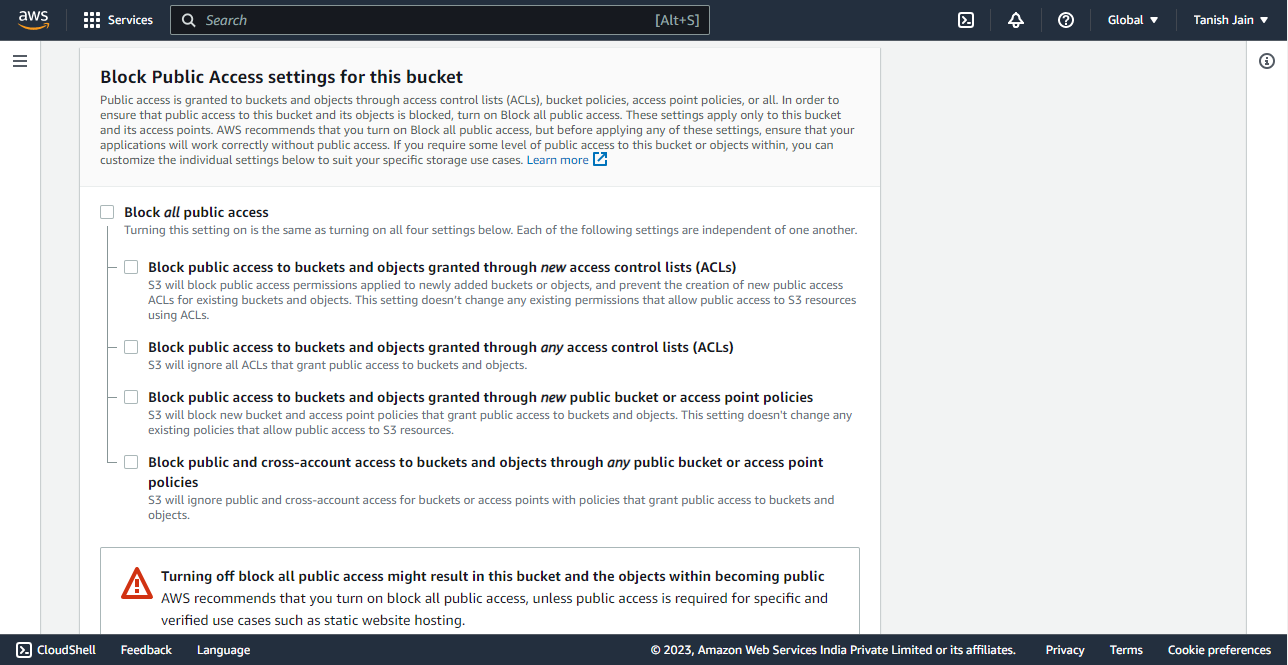 aws Services Search [Alt+S] Global Tanish Jain
Block Public Access settings for this bucket
Public access is granted to buckets and objects through access control lists (ACLs), bucket policies, access point policies, or all. In order to
ensure that public access to this bucket and its objects is blocked, turn on Block all public access. These settings apply only to this bucket
and its access points. AWS recommends that you turn on Block all public access, but before applying any of these settings, ensure that your
applications will work correctly without public access. If you require some level of public access to this bucket or objects within, you can
customize the individual settings below to suit your specific storage use cases. Learn more
Block all public access
Turning this setting on is the same as turning on all four settings below. Each of the following settings are independent of one another.
Block public access to buckets and objects granted through new access control lists (ACLs)
S3 will block public access permissions applied to newly added buckets or objects, and prevent the creation of new public access
ACLs for existing buckets and objects. This setting doesn't change any existing permissions that allow public access to S3 resources
using ACLs.
Block public access to buckets and objects granted through any access control lists (ACLs)
S3 will ignore all ACLs that grant public access to buckets and objects.
Block public access to buckets and objects granted through new public bucket or access point policies
S3 will block new bucket and access point policies that grant public access to buckets and objects. This setting doesn't change any
existing policies that allow public access to S3 resources.
Block public and cross-account access to buckets and objects through any public bucket or access point
policies
S3 will ignore public and cross-account access for buckets or access points with policies that grant public access to buckets and
objects.
Turning off block all public access might result in this bucket and the objects within becoming public
AWS recommends that you turn on block all public access, unless public access is required for specific and
verified use cases such as static website hosting.
CloudShell Feedback Language © 2023, Amazon Web Services India Private Limited or its affiliates. Privacy Terms Cookie preferences